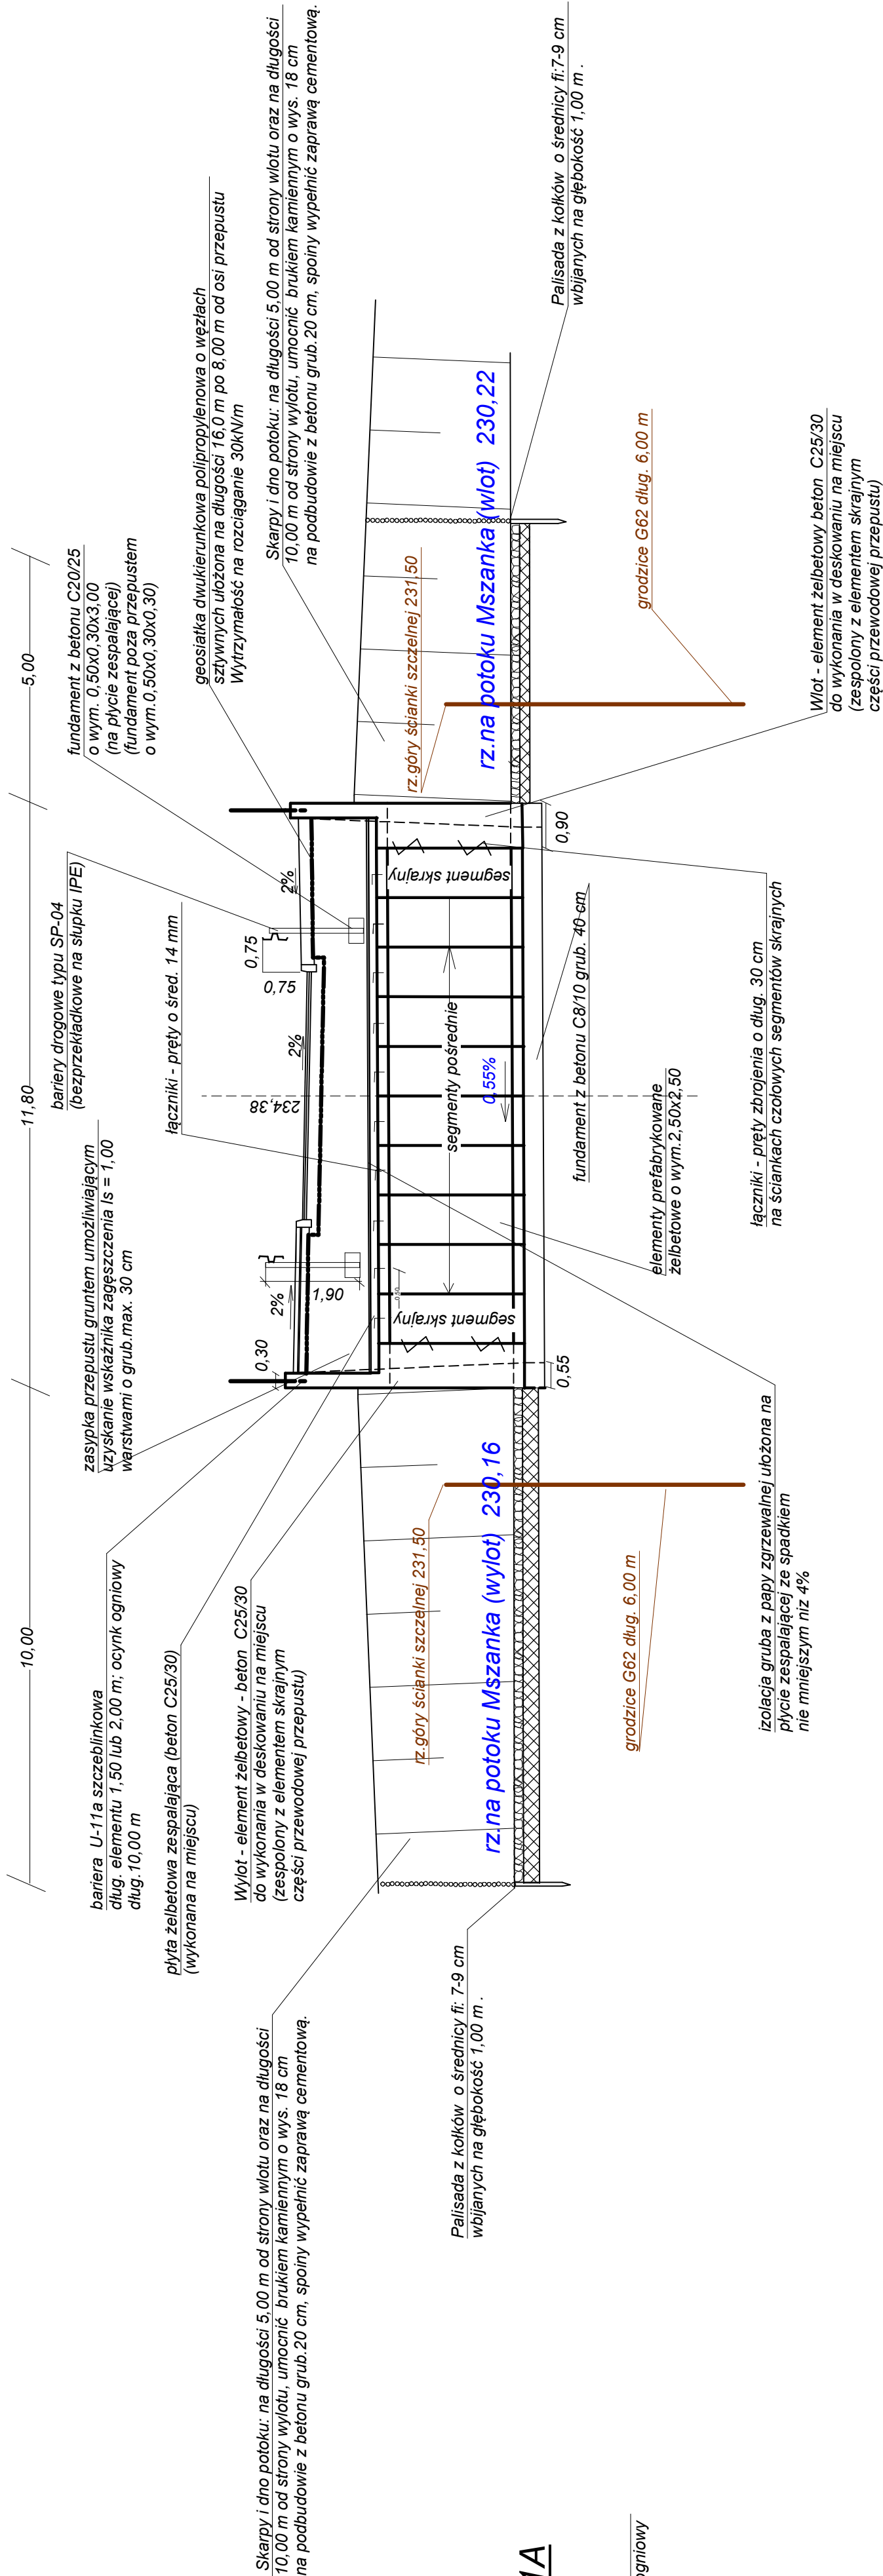 10,00
11,80
5,00
bariera U-11a szczeblinkowa
dług. elementu 1,50 lub 2,00 m; ocynk ogniowy
dług.10,00 m
zasypka przepustu gruntem umożliwiającym
uzyskanie wskaźnika zagęszczenia Is = 1,00
warstwami o grub.max. 30 cm
bariery drogowe typu SP-04
(bezprzekładkowe na słupku IPE)
fundament z betonu C20/25
o wym. 0,50x0,30x3,00
(na płycie zespalającej)
(fundament poza przepustem
o wym.0,50x0,30x0,30)
płyta żelbetowa zespalająca (beton C25/30)
(wykonana na miejscu)
łączniki - pręty o śred. 14 mm
geosiatka dwukierunkowa polipropylenowa o węzłach
sztywnych ułożona na długości 16,0 m po 8,00 m od osi przepustu
Wytrzymałość na rozciąganie 30kN/m
Wylot - element żelbetowy - beton C25/30
do wykonania w deskowaniu na miejscu
(zespolony z elementem skrajnym
części przewodowej przepustu)
Skarpy i dno potoku: na długości 5,00 m od strony wlotu oraz na długości
10,00 m od strony wylotu, umocnić brukiem kamiennym o wys. 18 cm
na podbudowie z betonu grub.20 cm, spoiny wypełnić zaprawą cementową.
Skarpy i dno potoku: na długości 5,00 m od strony wlotu oraz na długości
10,00 m od strony wylotu, umocnić brukiem kamiennym o wys. 18 cm
na podbudowie z betonu grub.20 cm, spoiny wypełnić zaprawą cementową.
0,30
2%
1,90
234,38
2%
0,75
0,75
2%
segment skrajny
segmenty pośrednie
segment skrajny
0,55%
0,55
0,90
rz.góry ścianki szczelnej 231,50
rz.góry ścianki szczelnej 231,50
rz.na potoku Mszanka (wylot) 230,16
rz.na potoku Mszanka (wlot) 230,22
Palisada z kołków o średnicy fi: 7-9 cm
wbijanych na głębokość 1,00 m .
Palisada z kołków o średnicy fi:7-9 cm
wbijanych na głębokość 1,00 m .
fundament z betonu C8/10 grub. 40 cm
grodzice G62 dług. 6,00 m
grodzice G62 dług. 6,00 m
elementy prefabrykowane
żelbetowe o wym.2,50x2,50
łączniki - pręty zbrojenia o dług. 30 cm
na ściankach czołowych segmentów skrajnych
izolacja gruba z papy zgrzewalnej ułożona na
płycie zespalającej ze spadkiem
nie mniejszym niż 4%
Wlot - element żelbetowy beton C25/30
do wykonania w deskowaniu na miejscu
(zespolony z elementem skrajnym
części przewodowej przepustu)
1A
ogniowy